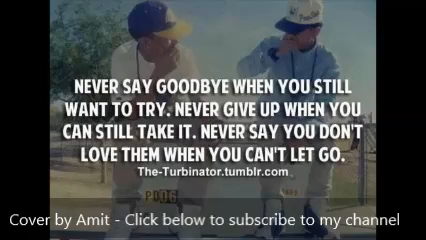 NEVER SAY GOODBYE WHEN YOU STILL
WANT TO TRY. NEVER GIVE UP WHEN YOU
CAN STILL TAKE IT. NEVER SAY YOU DON'T
LOVE THEM WHEN YOU CAN'T LET GO.
The-Turbinator.tumblr.com
Cover by Amit - Click below to subscribe to my channel